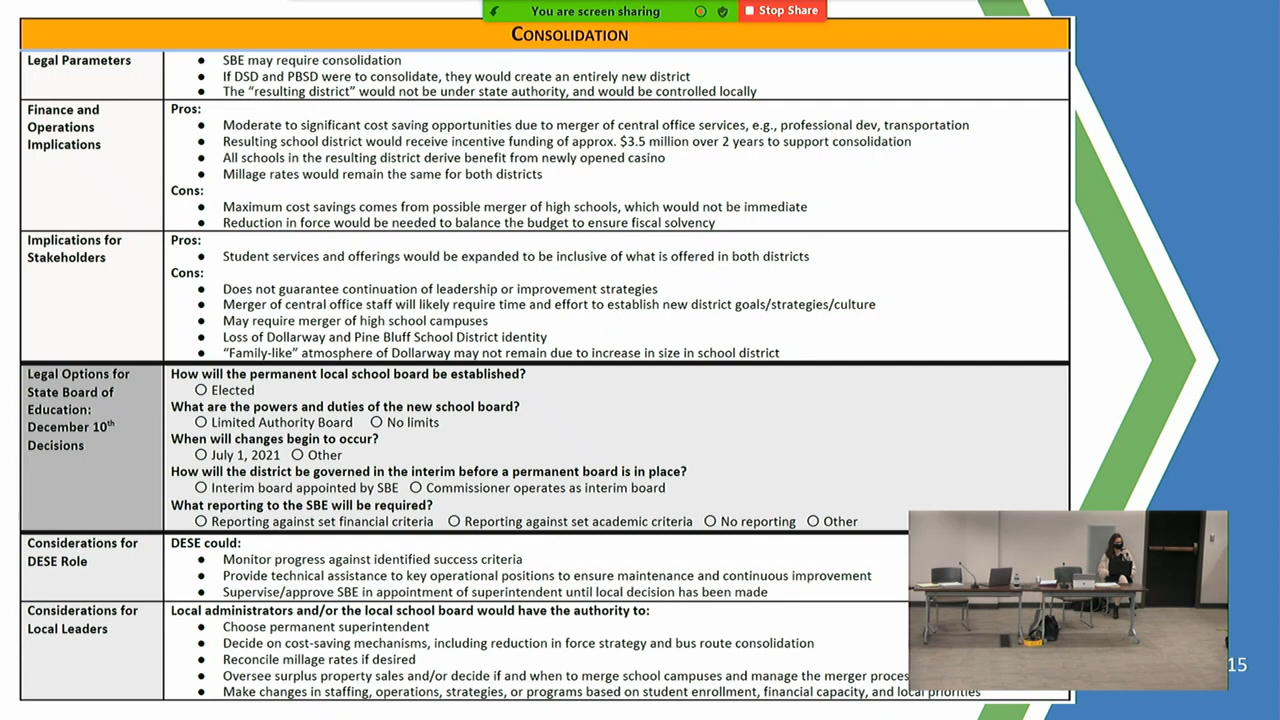 You are screen sharing
Stop Share
CONSOLIDATION
Legal Parameters
● SBE may require consolidation
● If DSD and PBSD were to consolidate, they would create an entirely new district
● The “resulting district” would not be under state authority, and would be controlled locally
Finance and
Operations
Implications
Pros:
● Moderate to significant cost saving opportunities due to merger of central office services, e.g., professional dev, transportation
● Resulting school district would receive incentive funding of approx. $3.5 million over 2 years to support consolidation
● All schools in the resulting district derive benefit from newly opened casino
● Millage rates would remain the same for both districts
Cons:
● Maximum cost savings comes from possible merger of high schools, which would not be immediate
● Reduction in force would be needed to balance the budget to ensure fiscal solvency
Implications for
Stakeholders
Pros:
● Student services and offerings would be expanded to be inclusive of what is offered in both districts
Cons:
● Does not guarantee continuation of leadership or improvement strategies
● Merger of central office staff will likely require time and effort to establish new district goals/strategies/culture
● May require merger of high school campuses
● Loss of Dollarway and Pine Bluff School District identity
● “Family-like” atmosphere of Dollarway may not remain due to increase in size in school district
Legal Options for
State Board of
Education:
December 10th
Decisions
How will the permanent local school board be established?
○ Elected
What are the powers and duties of the new school board?
○ Limited Authority Board ○ No limits
When will changes begin to occur?
○ July 1, 2021 ○ Other
How will the district be governed in the interim before a permanent board is in place?
○ Interim board appointed by SBE ○ Commissioner operates as interim board
What reporting to the SBE will be required?
○ Reporting against set financial criteria ○ Reporting against set academic criteria ○ No reporting ○ Other
Considerations for
DESE Role
DESE could:
● Monitor progress against identified success criteria
● Provide technical assistance to key operational positions to ensure maintenance and continuous improvement
● Supervise/approve SBE in appointment of superintendent until local decision has been made
Considerations for
Local Leaders
Local administrators and/or the local school board would have the authority to:
● Choose permanent superintendent
● Decide on cost-saving mechanisms, including reduction in force strategy and bus route consolidation
● Reconcile millage rates if desired
● Oversee surplus property sales and/or decide if and when to merge school campuses and manage the merger proces
● Make changes in staffing, operations, strategies, or programs based on student enrollment, financial capacity, and local priorities
15